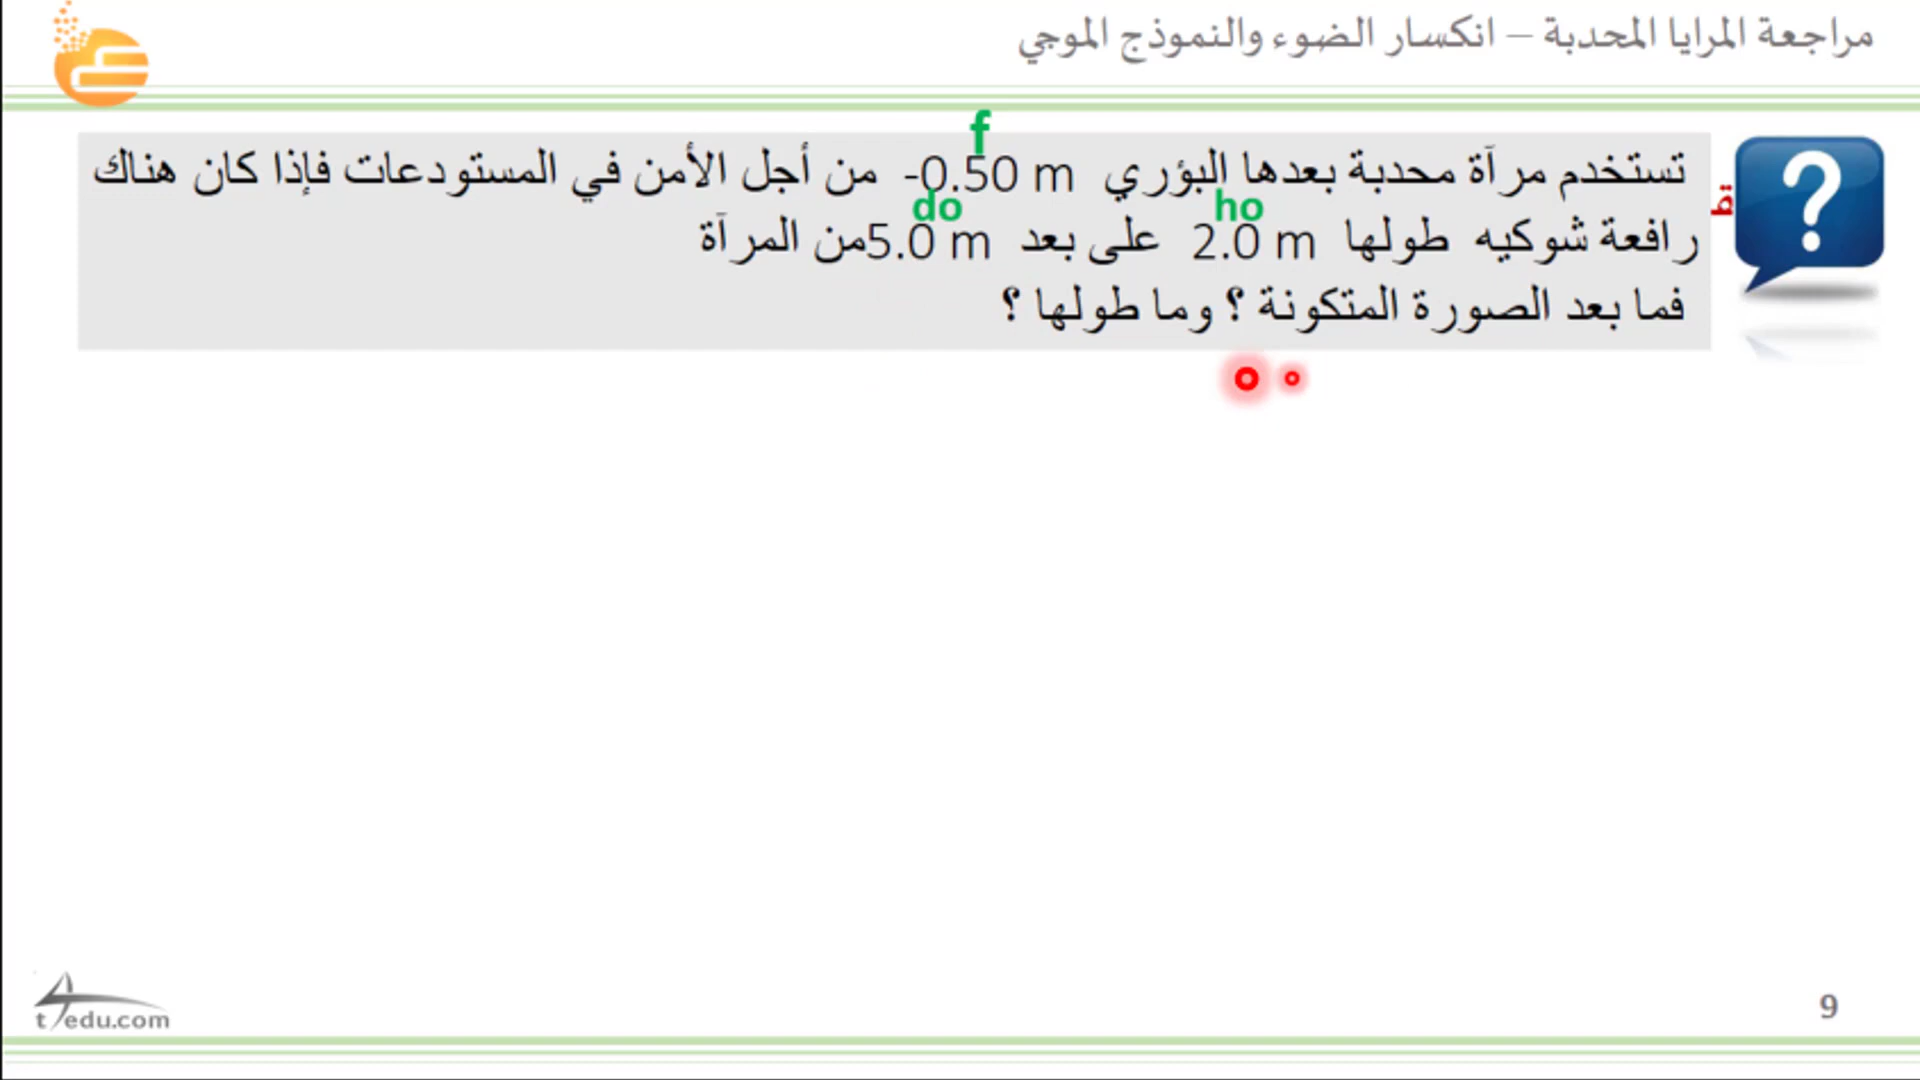 مراجعة المرايا المحدبة – انكسار الضوء والنموذج الموجي
f
تستخدم مرآة محدبة بعدها البؤري -0.50 m من أجل الأمن في المستودعات فإذا كان هناك
ho do
رافعة شوكيه طولها 2.0 m على بعد 5.0 m من المرآة
فما بعد الصورة المتكونة ؟ وما طولها ؟
t4edu.com
9